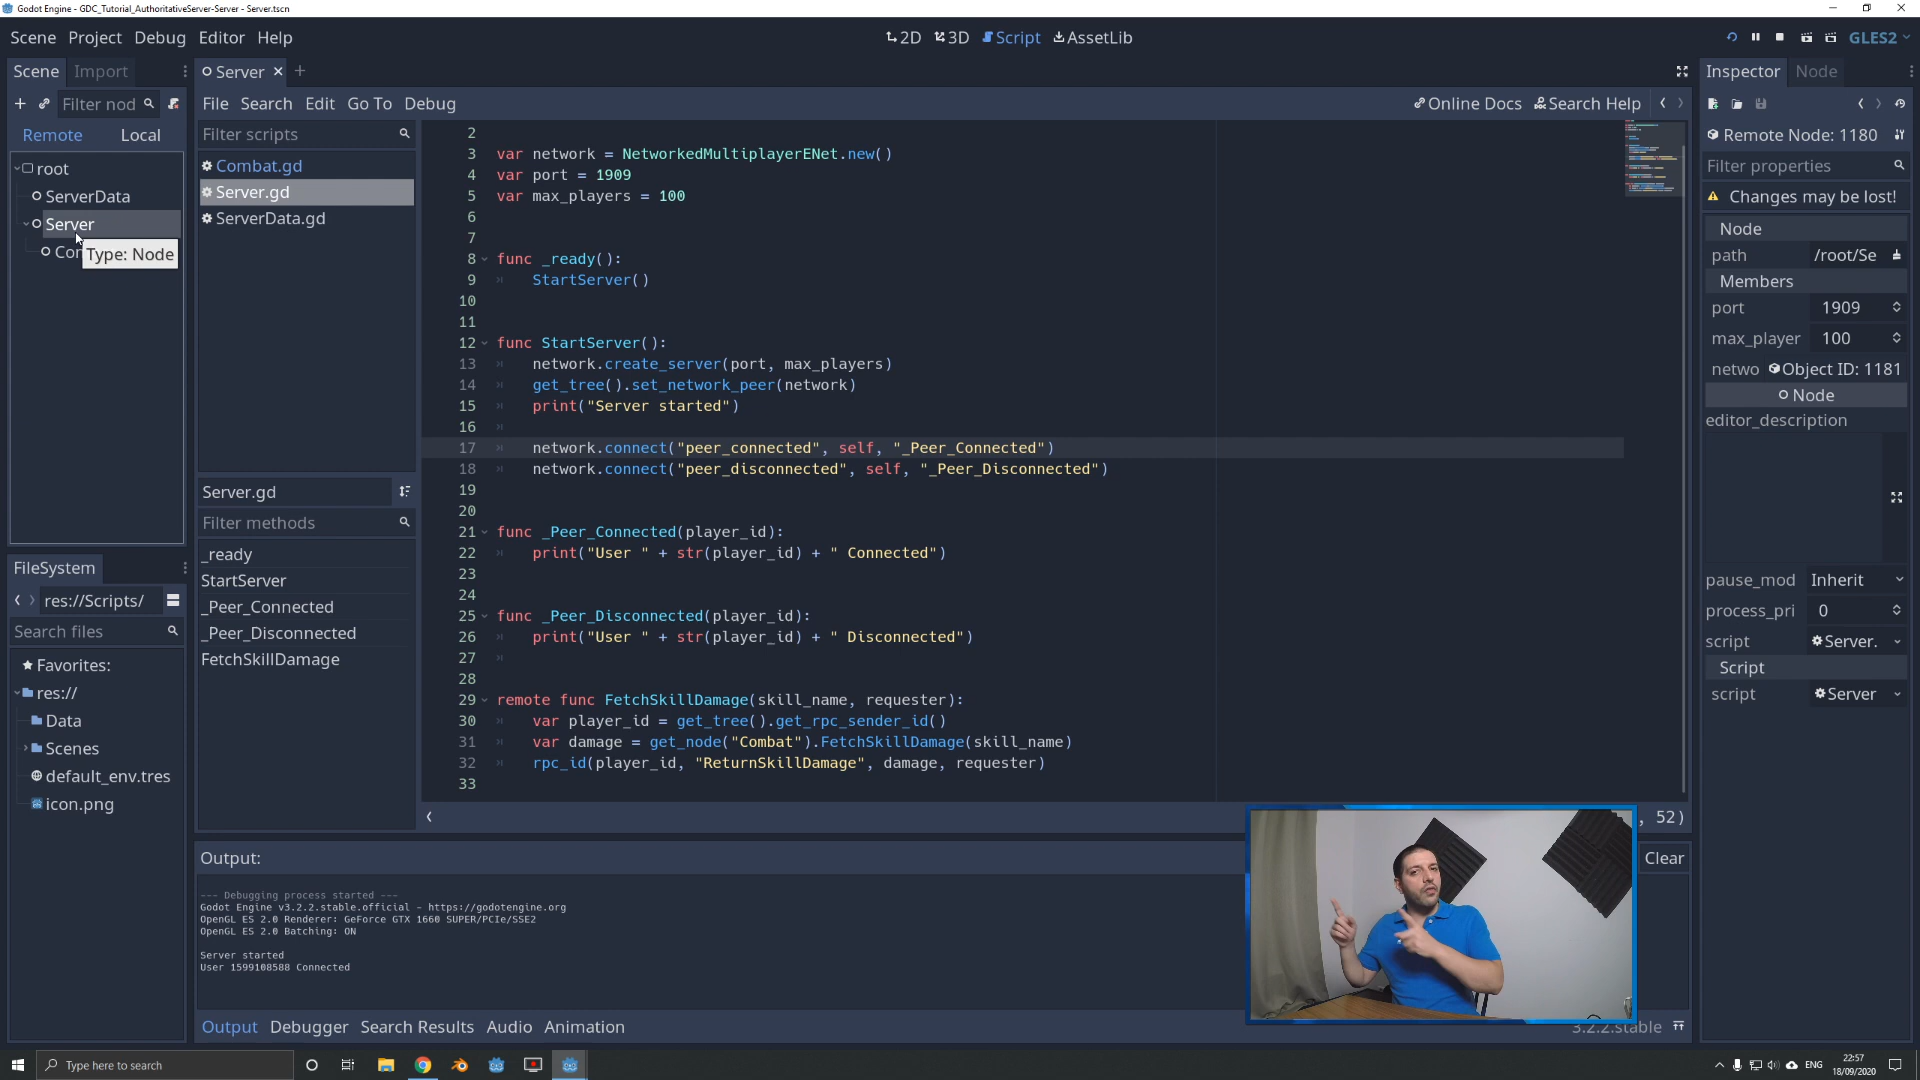 Godot Engine - GDC_Tutorial_AuthoritativeServer-Server - Server.tscn
Scene Project Debug Editor Help
2D 3D Script AssetLib
GLES2
Scene Import
Filter nod
Remote Local
root
ServerData
Server
Type: Node
Server
File Search Edit Go To Debug
Online Docs Search Help
Filter scripts
Combat.gd
Server.gd
ServerData.gd
Server.gd
Filter methods
_ready
StartServer
_Peer_Connected
_Peer_Disconnected
FetchSkillDamage
2
3 var network = NetworkedMultiplayerENet.new()
4 var port = 1909
5 var max_players = 100
6
7
8 func _ready():
9 StartServer()
10
11
12 func StartServer():
13 network.create_server(port, max_players)
14 get_tree().set_network_peer(network)
15 print("Server started")
16
17 network.connect("peer_connected", self, "_Peer_Connected")
18 network.connect("peer_disconnected", self, "_Peer_Disconnected")
19
20
21 func _Peer_Connected(player_id):
22 print("User " + str(player_id) + " Connected")
23
24
25 func _Peer_Disconnected(player_id):
26 print("User " + str(player_id) + " Disconnected")
27
28
29 remote func FetchSkillDamage(skill_name, requester):
30 var player_id = get_tree().get_rpc_sender_id()
31 var damage = get_node("Combat").FetchSkillDamage(skill_name)
32 rpc_id(player_id, "ReturnSkillDamage", damage, requester)
33
, 52)
FileSystem
res://Scripts/
Search files
Favorites:
res://
Data
Scenes
default_env.tres
icon.png
Output:
Clear
--- Debugging process started ---
Godot Engine v3.2.2.stable.official - https://godotengine.org
OpenGL ES 2.0 Renderer: GeForce GTX 1660 SUPER/PCIe/SSE2
OpenGL ES 2.0 Batching: ON
Server started
User 1599108588 Connected
Output Debugger Search Results Audio Animation
3.2.2.stable
Inspector Node
Remote Node: 1180
Filter properties
Changes may be lost!
Node
path /root/Se
Members
port 1909
max_player 100
netwo Object ID: 1181
Node
editor_description
pause_mod Inherit
process_pri 0
script Server.
Script
script Server
Type here to search
ENG
22:57
18/09/2020